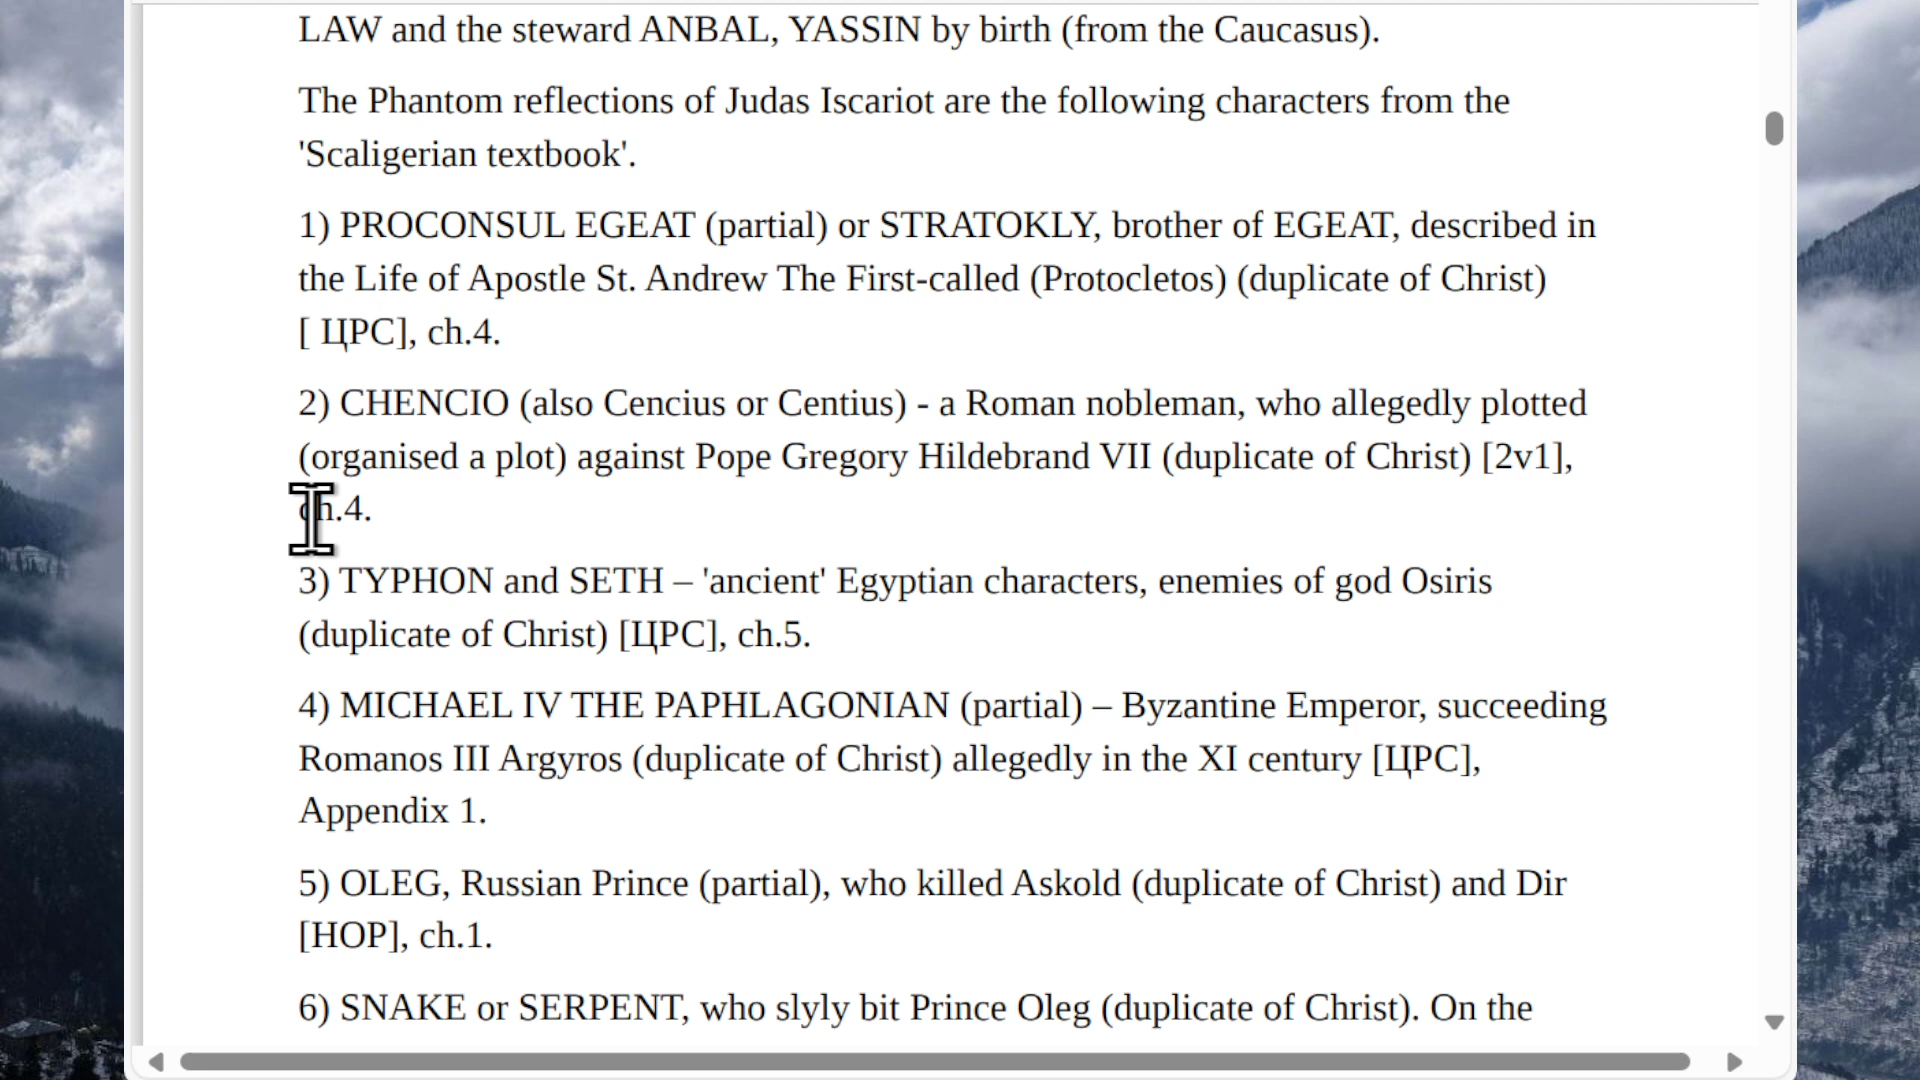 LAW and the steward ANBAL, YASSIN by birth (from the Caucasus).
The Phantom reflections of Judas Iscariot are the following characters from the
'Scaligerian textbook'.
1) PROCONSUL EGEAT (partial) or STRATOKLY, brother of EGEAT, described in
the Life of Apostle St. Andrew The First-called (Protocletos) (duplicate of Christ)
[ ЦРС], ch.4.
2) CHENCIO (also Cencius or Centius) - a Roman nobleman, who allegedly plotted
(organised a plot) against Pope Gregory Hildebrand VII (duplicate of Christ) [2v1],
ch.4.
3) TYPHON and SETH – 'ancient' Egyptian characters, enemies of god Osiris
(duplicate of Christ) [ЦРС], ch.5.
4) MICHAEL IV THE PAPHLAGONIAN (partial) – Byzantine Emperor, succeeding
Romanos III Argyros (duplicate of Christ) allegedly in the XI century [ЦРС],
Appendix 1.
5) OLEG, Russian Prince (partial), who killed Askold (duplicate of Christ) and Dir
[НОР], ch.1.
6) SNAKE or SERPENT, who slyly bit Prince Oleg (duplicate of Christ). On the